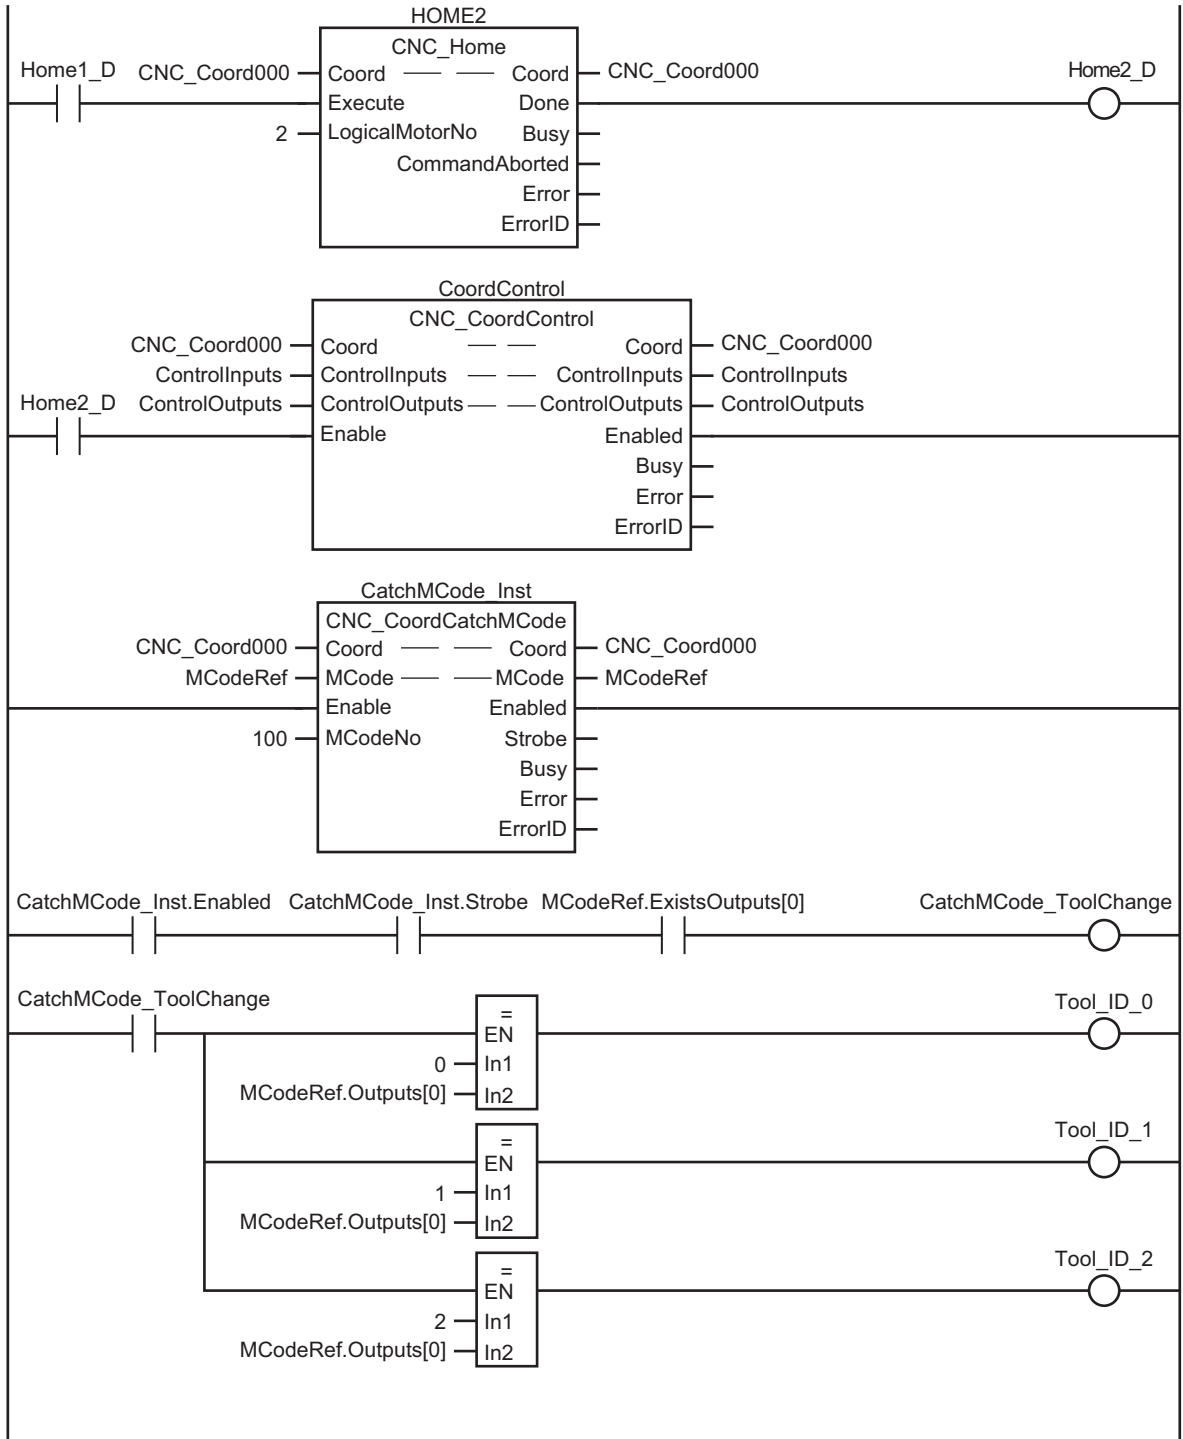 HOME2
CNC_Home
Home1_D CNC_Coord000 Coord Coord CNC_Coord000 Home2_D
Execute Done
2 LogicalMotorNo Busy
CommandAborted
Error
ErrorID
CoordControl
CNC_CoordControl
CNC_Coord000 Coord Coord CNC_Coord000
ControlInputs ControlInputs ControlInputs ControlInputs
Home2_D ControlOutputs ControlOutputs ControlOutputs ControlOutputs
Enable Enabled
Busy
Error
ErrorID
CatchMCode_Inst
CNC_CoordCatchMCode
CNC_Coord000 Coord Coord CNC_Coord000
MCodeRef MCode MCode MCodeRef
Enable Enabled
100 MCodeNo Strobe
Busy
Error
ErrorID
CatchMCode_Inst.Enabled CatchMCode_Inst.Strobe MCodeRef.ExistsOutputs[0] CatchMCode_ToolChange
CatchMCode_ToolChange Tool_ID_0
=
EN
0 In1
MCodeRef.Outputs[0] In2
Tool_ID_1
=
EN
1 In1
MCodeRef.Outputs[0] In2
Tool_ID_2
=
EN
2 In1
MCodeRef.Outputs[0] In2